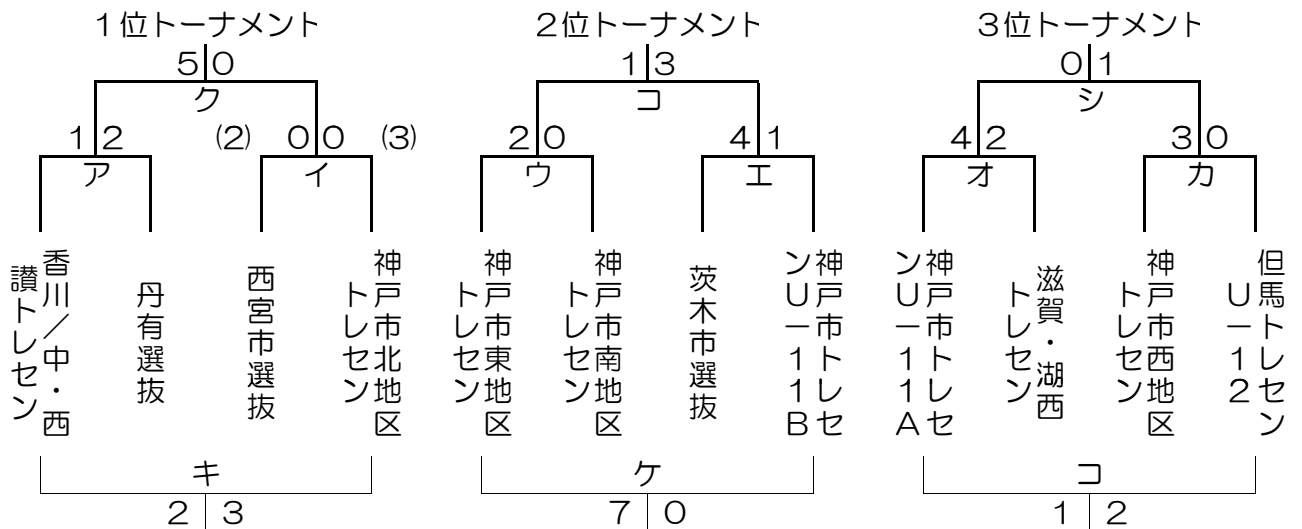 1位トーナメント
2位トーナメント
3位トーナメント
5 0
1 3
0 1
ク
コ
シ
1 2
(2) 0 0 (3)
2 0
4 1
4 2
3 0
ア
イ
ウ
エ
オ
カ
香川／中・西
讃トレセン
丹有選抜
西宮市選抜
神戸市北地区
トレセン
神戸市東地区
トレセン
神戸市南地区
トレセン
茨木市選抜
神戸市トレセ
ンU－11B
神戸市トレセ
ンU－11A
滋賀・湖西
トレセン
神戸市西地区
トレセン
但馬トレセン
U－12
キ
ケ
コ
2 3
7 0
1 2